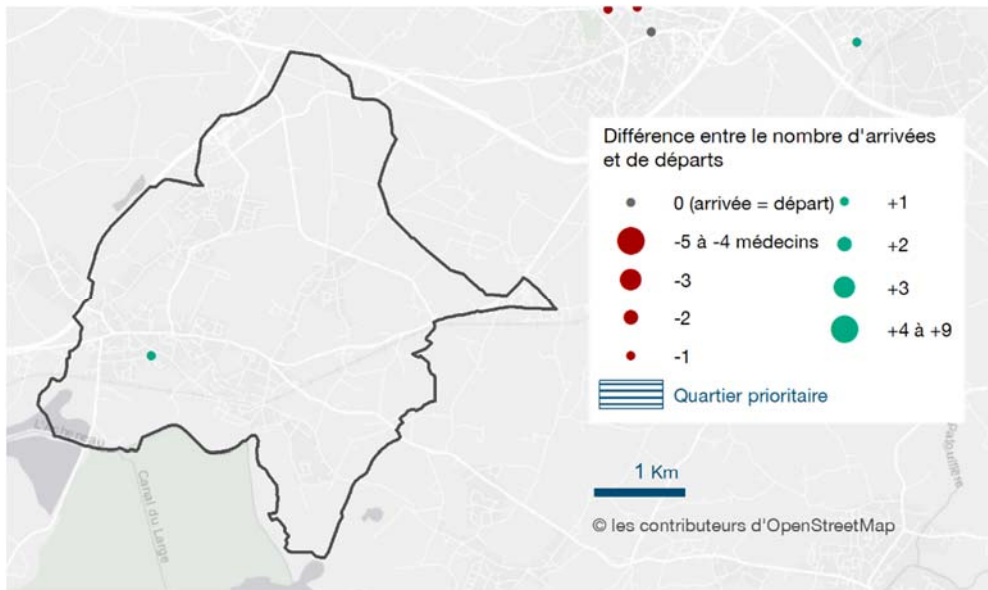 Différence entre le nombre d'arrivées
et de départs
0 (arrivée = départ)
-5 à -4 médecins
-3
-2
-1
+1
+2
+3
+4 à +9
Quartier prioritaire
1 Km
© les contributeurs d'OpenStreetMap
L'Acheneau
Canal du Large